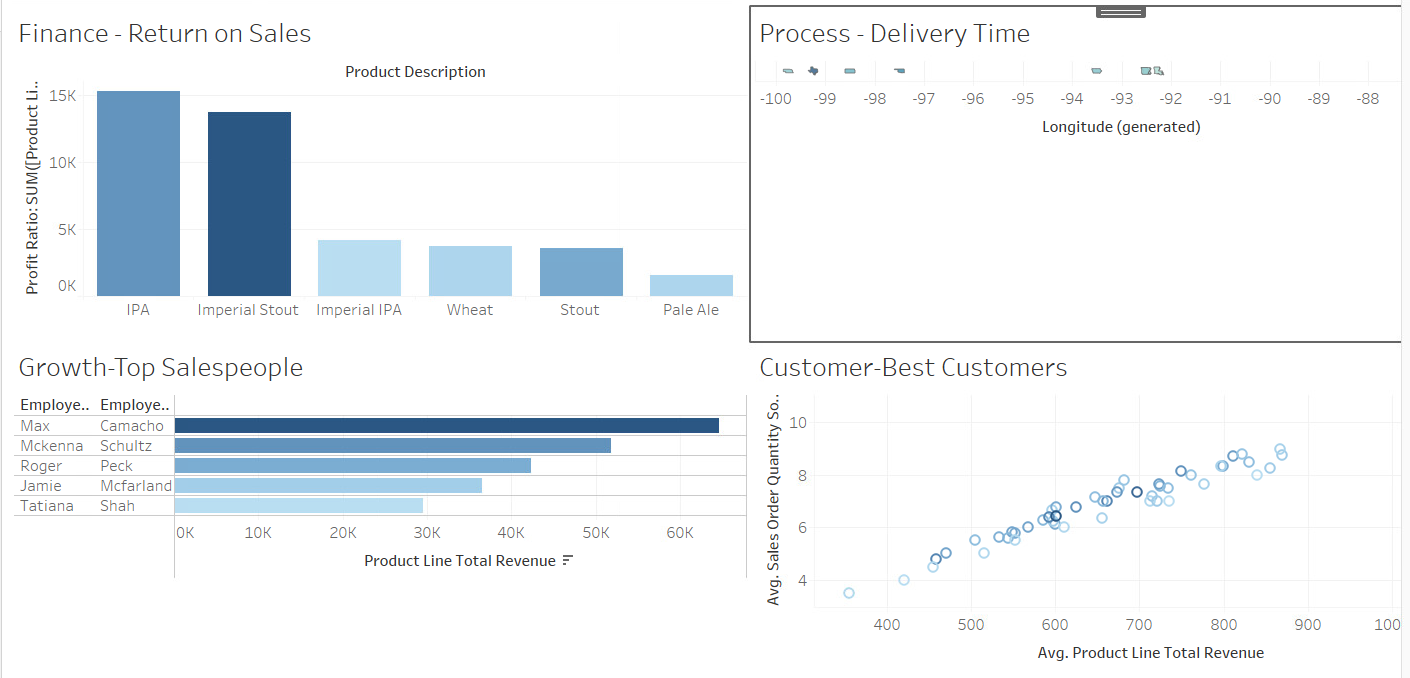 Finance - Return on Sales
Product Description
Profit Ratio: SUM([Product Li..
15K
10K
5K
0K
IPA Imperial Stout Imperial IPA Wheat Stout Pale Ale
Process - Delivery Time
-100 -99 -98 -97 -96 -95 -94 -93 -92 -91 -90 -89 -88
Longitude (generated)
Growth-Top Salespeople
Employe.. Employe..
Max Camacho
Mckenna Schultz
Roger Peck
Jamie Mcfarland
Tatiana Shah
0K 10K 20K 30K 40K 50K 60K
Product Line Total Revenue
Customer-Best Customers
Avg. Sales Order Quantity So..
10
8
6
4
400 500 600 700 800 900 100
Avg. Product Line Total Revenue